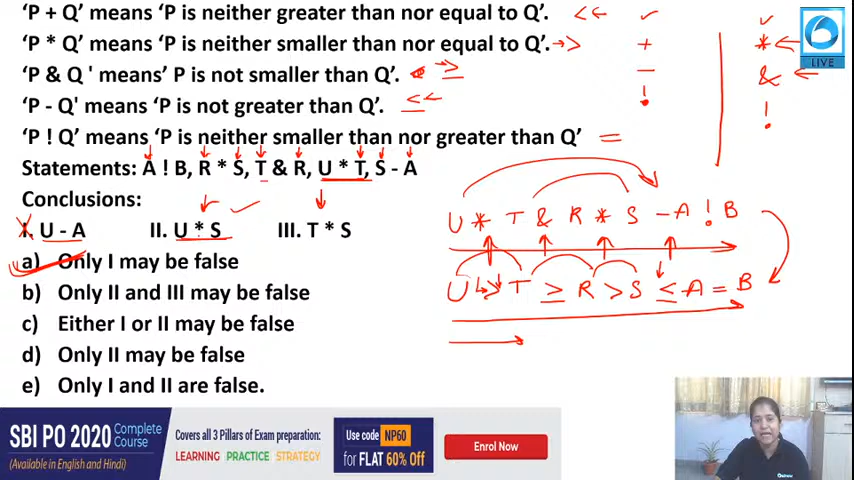 'P + Q' means 'P is neither greater than nor equal to Q'. <<
'P * Q' means 'P is neither smaller than nor equal to Q'. >>
'P & Q ' means' P is not smaller than Q'.
'P - Q' means 'P is not greater than Q'.
'P ! Q' means 'P is neither smaller than nor greater than Q' =
+
-
!
*
&
!
LIVE
Statements: A ! B, R * S, T & R, U * T, S - A
Conclusions:
I. U - A II. U * S III. T * S
a) Only I may be false
b) Only II and III may be false
c) Either I or II may be false
d) Only II may be false
e) Only I and II are false.
U * T & R * S - A ! B
U > T ≥ R > S ≤ A = B
SBI PO 2020 Complete Course
(Available in English and Hindi)
Covers all 3 Pillars of Exam preparation:
LEARNING PRACTICE STRATEGY
Use code NP60
for FLAT 60% Off
Enrol Now